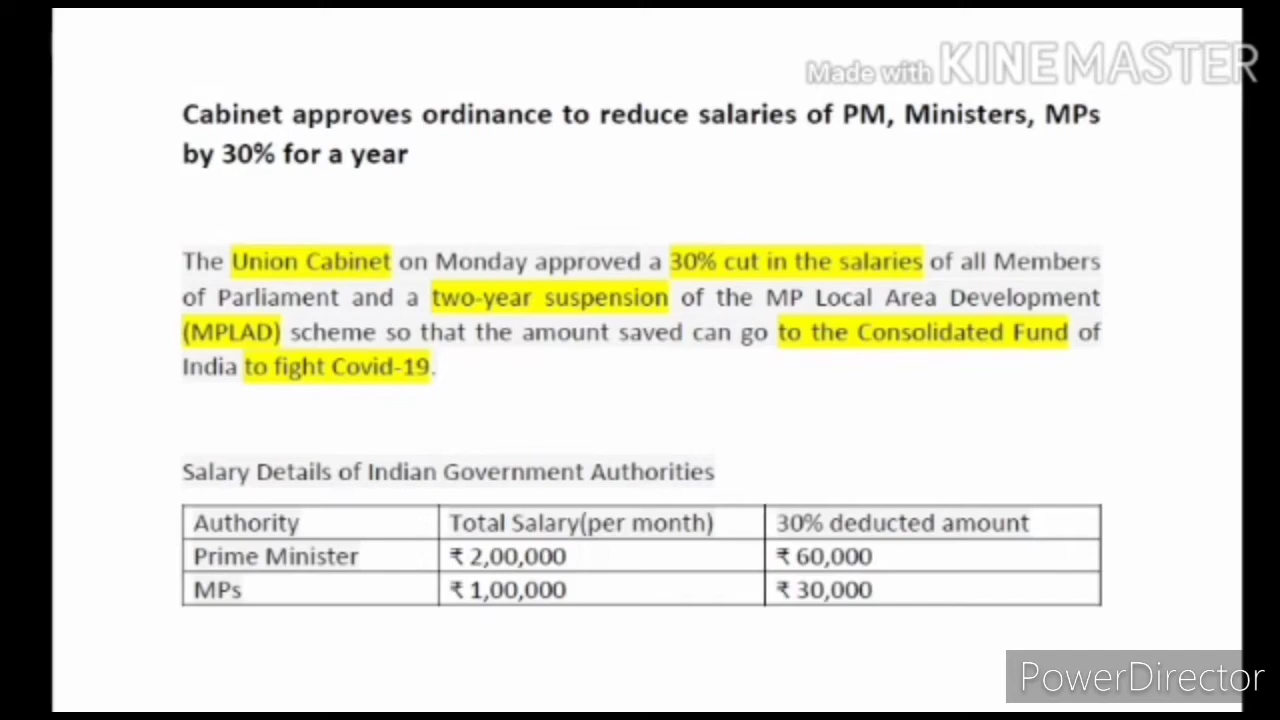 Made with KINEMASTER
Cabinet approves ordinance to reduce salaries of PM, Ministers, MPs
by 30% for a year
The Union Cabinet on Monday approved a 30% cut in the salaries of all Members
of Parliament and a two-year suspension of the MP Local Area Development
(MPLAD) scheme so that the amount saved can go to the Consolidated Fund of
India to fight Covid-19.
Salary Details of Indian Government Authorities
Authority Total Salary(per month) 30% deducted amount
Prime Minister ₹ 2,00,000 ₹ 60,000
MPs ₹ 1,00,000 ₹ 30,000
PowerDirector